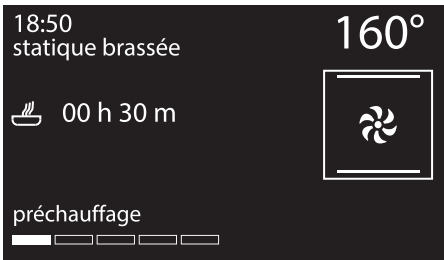 18:50
statique brassée
160°
00 h 30 m
préchauffage